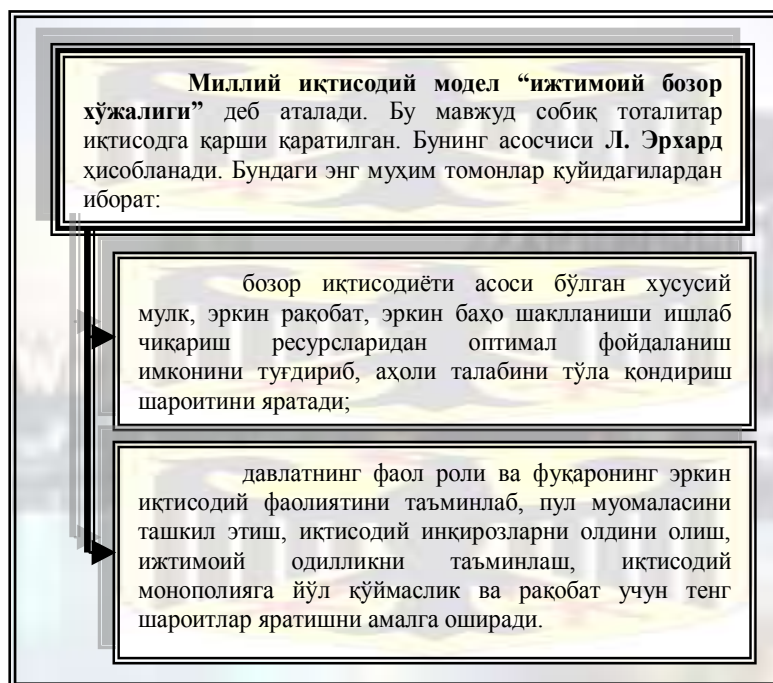 Миллий иқтисодий модел “ижтимоий бозор
хўжалиги” деб аталади. Бу мавжуд собиқ тоталитар
иқтисодга қарши қаратилган. Бунинг асосчиси Л. Эрхард
ҳисобланади. Бундаги энг муҳим томонлар қуйидагилардан
иборат:
бозор иқтисодиёти асоси бўлган хусусий
мулк, эркин рақобат, эркин баҳо шаклланиши ишлаб
чиқариш ресурсларидан оптимал фойдаланиш
имконини туғдириб, аҳоли талабини тўла қондириш
шароитини яратади;
давлатнинг фаол роли ва фуқаронинг эркин
иқтисодий фаолиятини таъминлаб, пул муомаласини
ташкил этиш, иқтисодий инқирозларни олдини олиш,
ижтимоий одилликни таъминлаш, иқтисодий
монополияга йўл қўймаслик ва рақобат учун тенг
шароитлар яратишни амалга оширади.